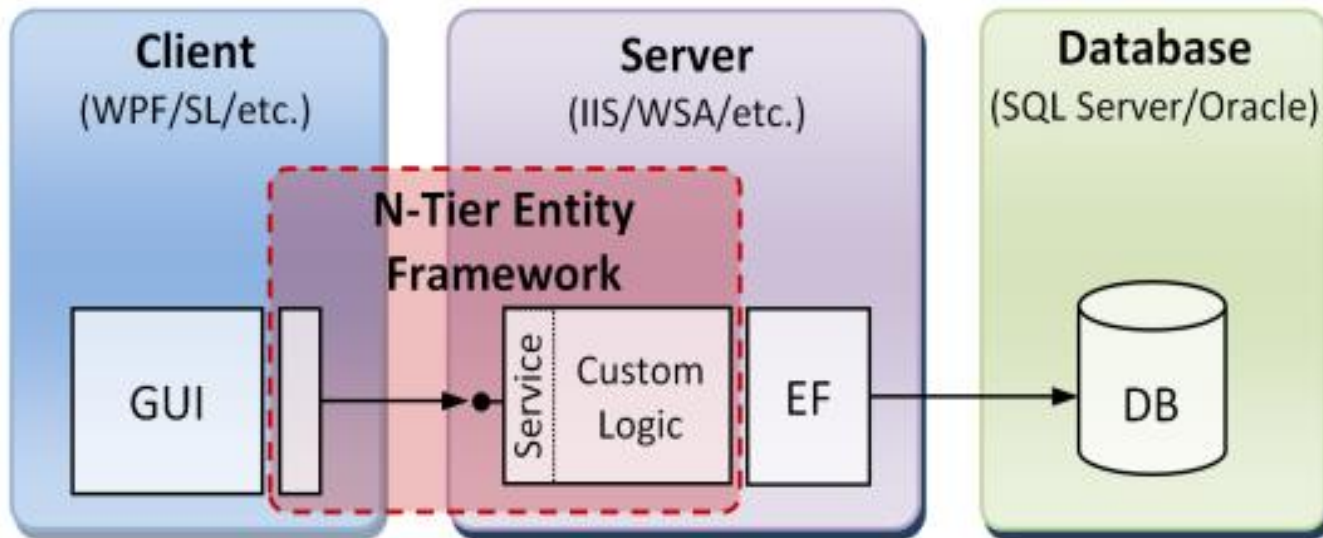 Client
(WPF/SL/etc.)
Server
(IIS/WSA/etc.)
Database
(SQL Server/Oracle)
N-Tier Entity
Framework
GUI
Service
Custom
Logic
EF
DB